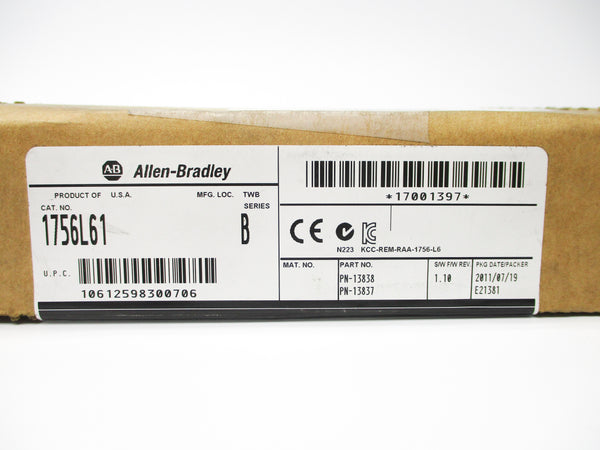 AB Allen-Bradley
PRODUCT OF U.S.A. MFG. LOC. TWB
CAT. NO. SERIES
1756L61 B
U.P.C.
10612598300706
*17001397*
CE
N223 KCC-REM-RAA-1756-L6
MAT. NO. PART NO. S/W F/W REV. PKG DATE/PACKER
PN-13838 1.10 2011/07/19
PN-13837 E21381